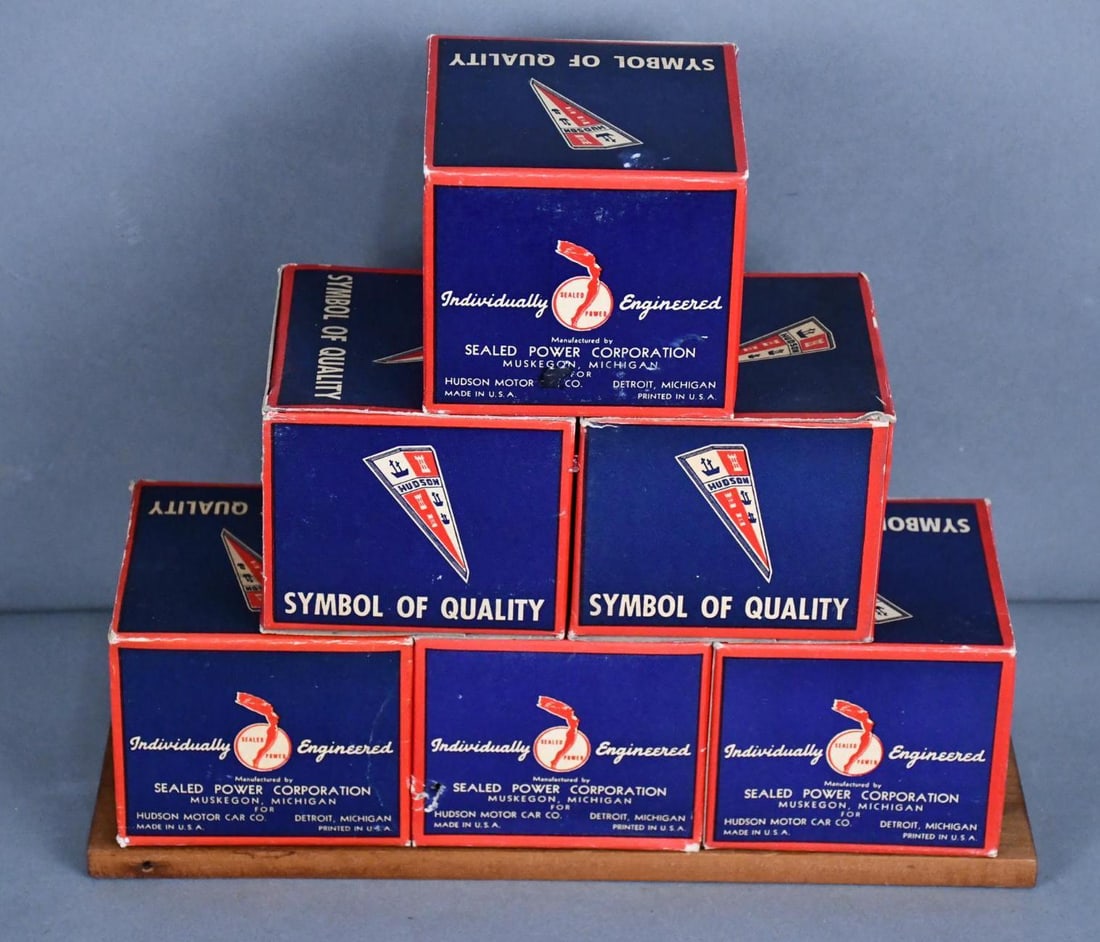 SYMBOL OF QUALITY
HUDSON
Individually SEALED POWER Engineered
Manufactured by
SEALED POWER CORPORATION
MUSKEGON, MICHIGAN
FOR
HUDSON MOTOR CO. DETROIT, MICHIGAN
MADE IN U.S.A. PRINTED IN U.S.A.
SYMBOL OF QUALITY
HUDSON
HUDSON
SYMBOL OF QUALITY
HUDSON
SYMBOL OF QUALITY
QUALITY
SYMBO
Individually SEALED POWER Engineered
Manufactured by
SEALED POWER CORPORATION
MUSKEGON, MICHIGAN
FOR
HUDSON MOTOR CAR CO. DETROIT, MICHIGAN
MADE IN U.S.A. PRINTED IN U.S.A.
Individually SEALED POWER Engineered
Manufactured by
SEALED POWER CORPORATION
MUSKEGON, MICHIGAN
FOR
HUDSON MOTOR CAR CO. DETROIT, MICHIGAN
MADE IN U.S.A. PRINTED IN U.S.A.
Individually SEALED POWER Engineered
Manufactured by
SEALED POWER CORPORATION
MUSKEGON, MICHIGAN
FOR
HUDSON MOTOR CAR CO. DETROIT, MICHIGAN
MADE IN U.S.A. PRINTED IN U.S.A.